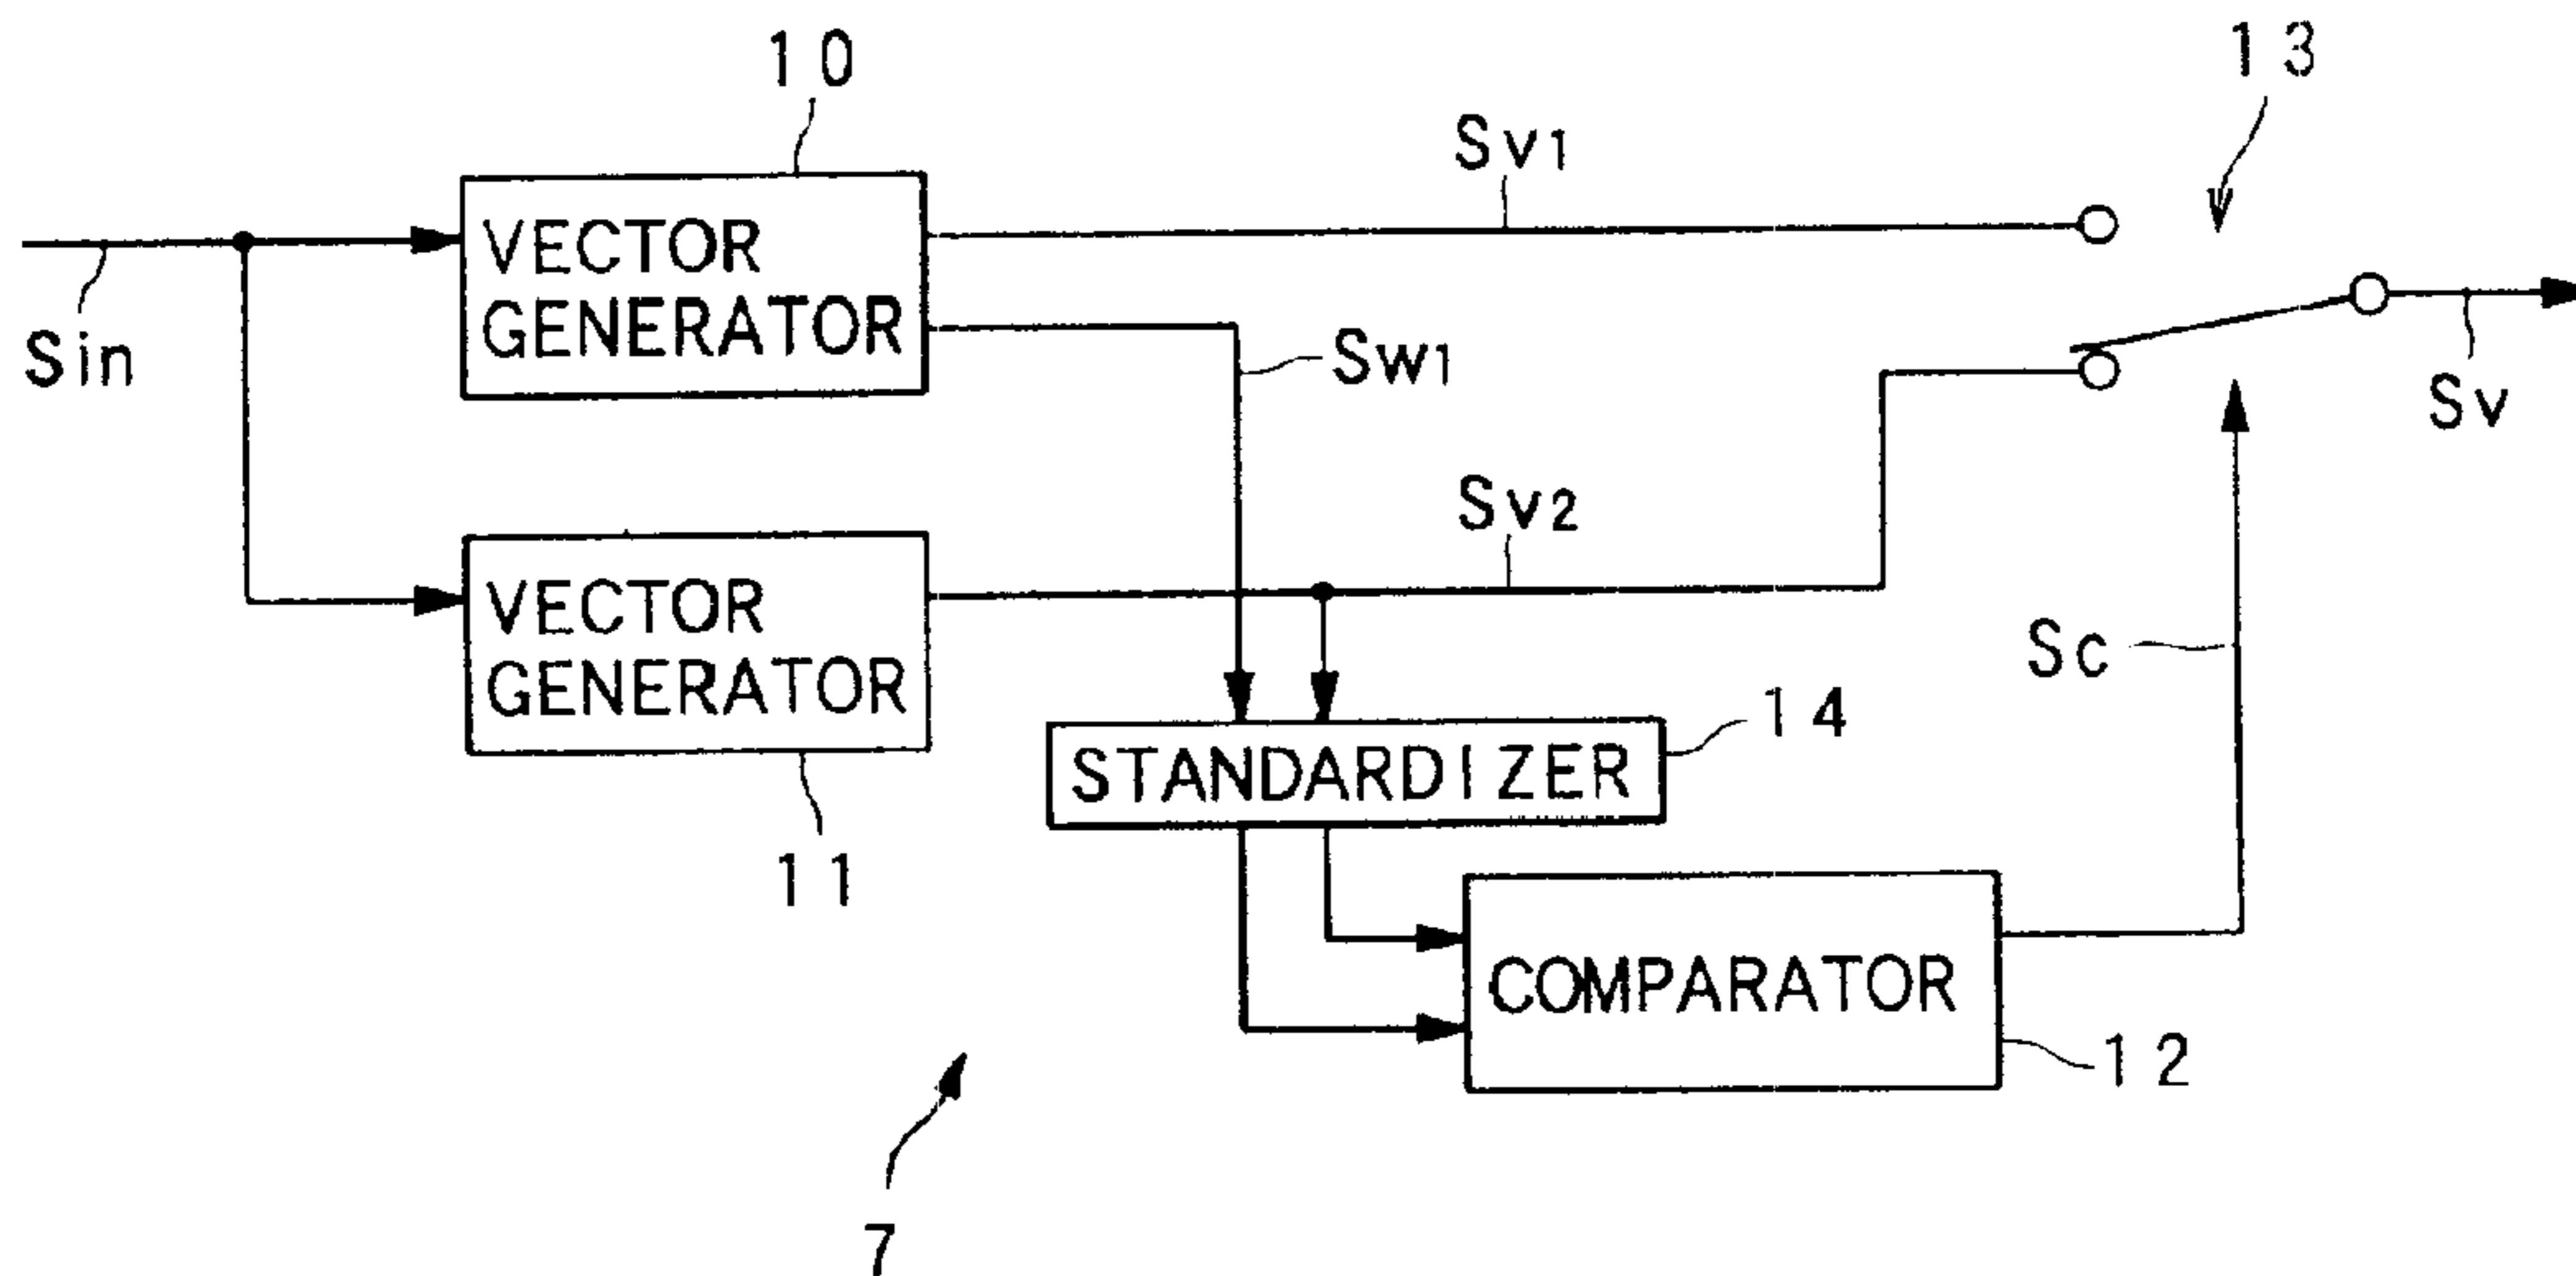 10
13
Sv1
VECTOR
GENERATOR
Sin
Sw1
Sv
Sv2
VECTOR
GENERATOR
Sc
14
STANDARDIZER
11
COMPARATOR
12
7